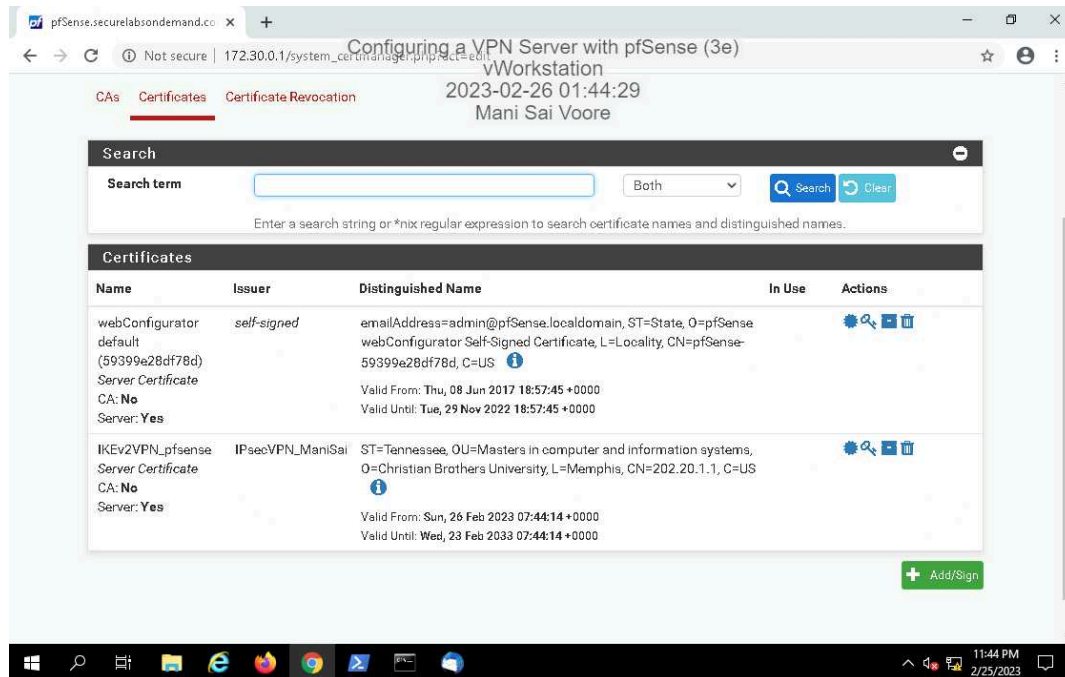 pfSense.securelabsondemand.co
Not secure | 172.30.0.1/system_certmanager.php?act=edit
Configuring a VPN Server with pfSense (3e)
vWorkstation
2023-02-26 01:44:29
Mani Sai Voore
CAs Certificates Certificate Revocation
Search
Search term Both Search Clear
Enter a search string or *nix regular expression to search certificate names and distinguished names.
Certificates
Name Issuer Distinguished Name In Use Actions
webConfigurator default (59399e28df78d)
Server Certificate
CA: No
Server: Yes
self-signed
emailAddress=admin@pfSense.localdomain, ST=State, O=pfSense
webConfigurator Self-Signed Certificate, L=Locality, CN=pfSense-
59399e28df78d, C=US
Valid From: Thu, 08 Jun 2017 18:57:45 +0000
Valid Until: Tue, 29 Nov 2022 18:57:45 +0000
IKEv2VPN_pfsense
Server Certificate
CA: No
Server: Yes
IPsecVPN_ManiSai
ST=Tennessee, OU=Masters in computer and information systems,
O=Christian Brothers University, L=Memphis, CN=202.20.1.1, C=US
Valid From: Sun, 26 Feb 2023 07:44:14 +0000
Valid Until: Wed, 23 Feb 2033 07:44:14 +0000
Add/Sign
11:44 PM
2/25/2023